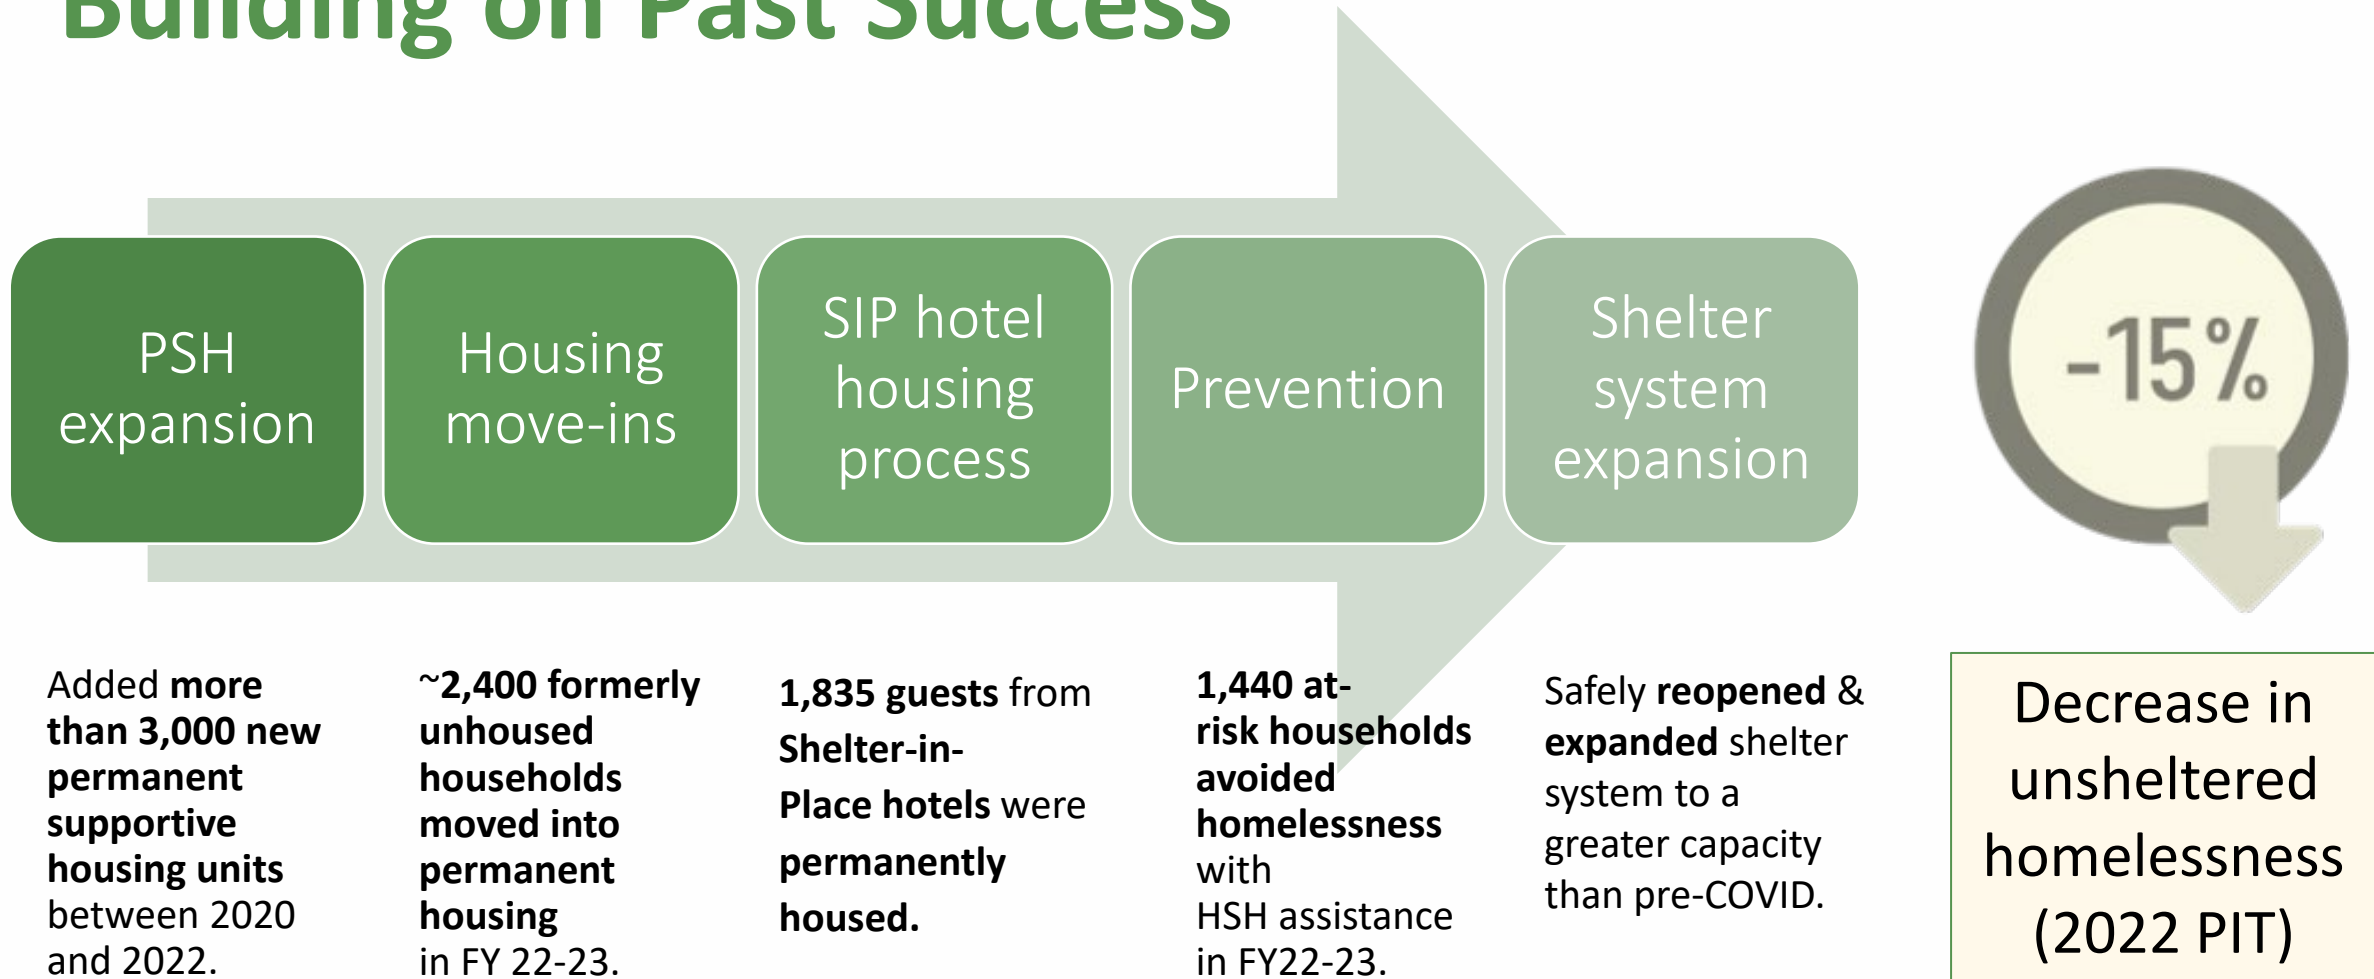 Building on Past Success
PSH
expansion
Housing
move-ins
SIP hotel
housing
process
Prevention
Shelter
system
expansion
-15%
Added more
than 3,000 new
permanent
supportive
housing units
between 2020
and 2022.
~2,400 formerly
unhoused
households
moved into
permanent
housing
in FY 22-23.
1,835 guests from
Shelter-in-
Place hotels were
permanently
housed.
1,440 at-
risk households
avoided
homelessness
with
HSH assistance
in FY22-23.
Safely reopened &
expanded shelter
system to a
greater capacity
than pre-COVID.
Decrease in
unsheltered
homelessness
(2022 PIT)